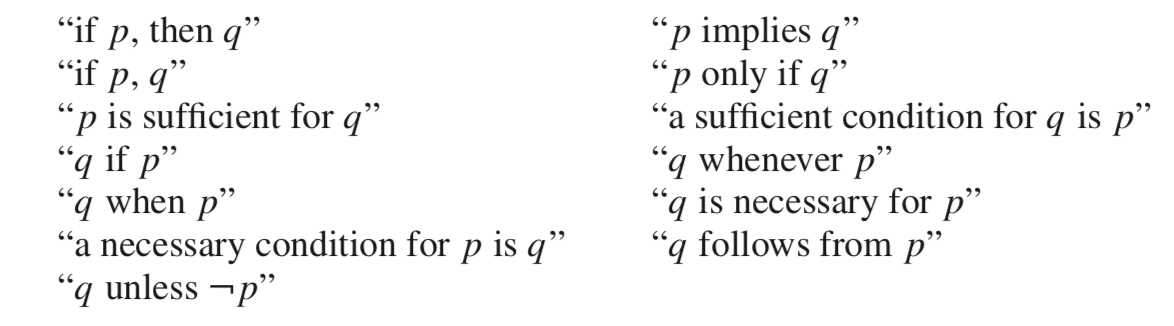 “if p, then q”
“if p, q”
“p is sufficient for q”
“q if p”
“q when p”
“a necessary condition for p is q”
“q unless ¬p”
“p implies q”
“p only if q”
“a sufficient condition for q is p”
“q whenever p”
“q is necessary for p”
“q follows from p”